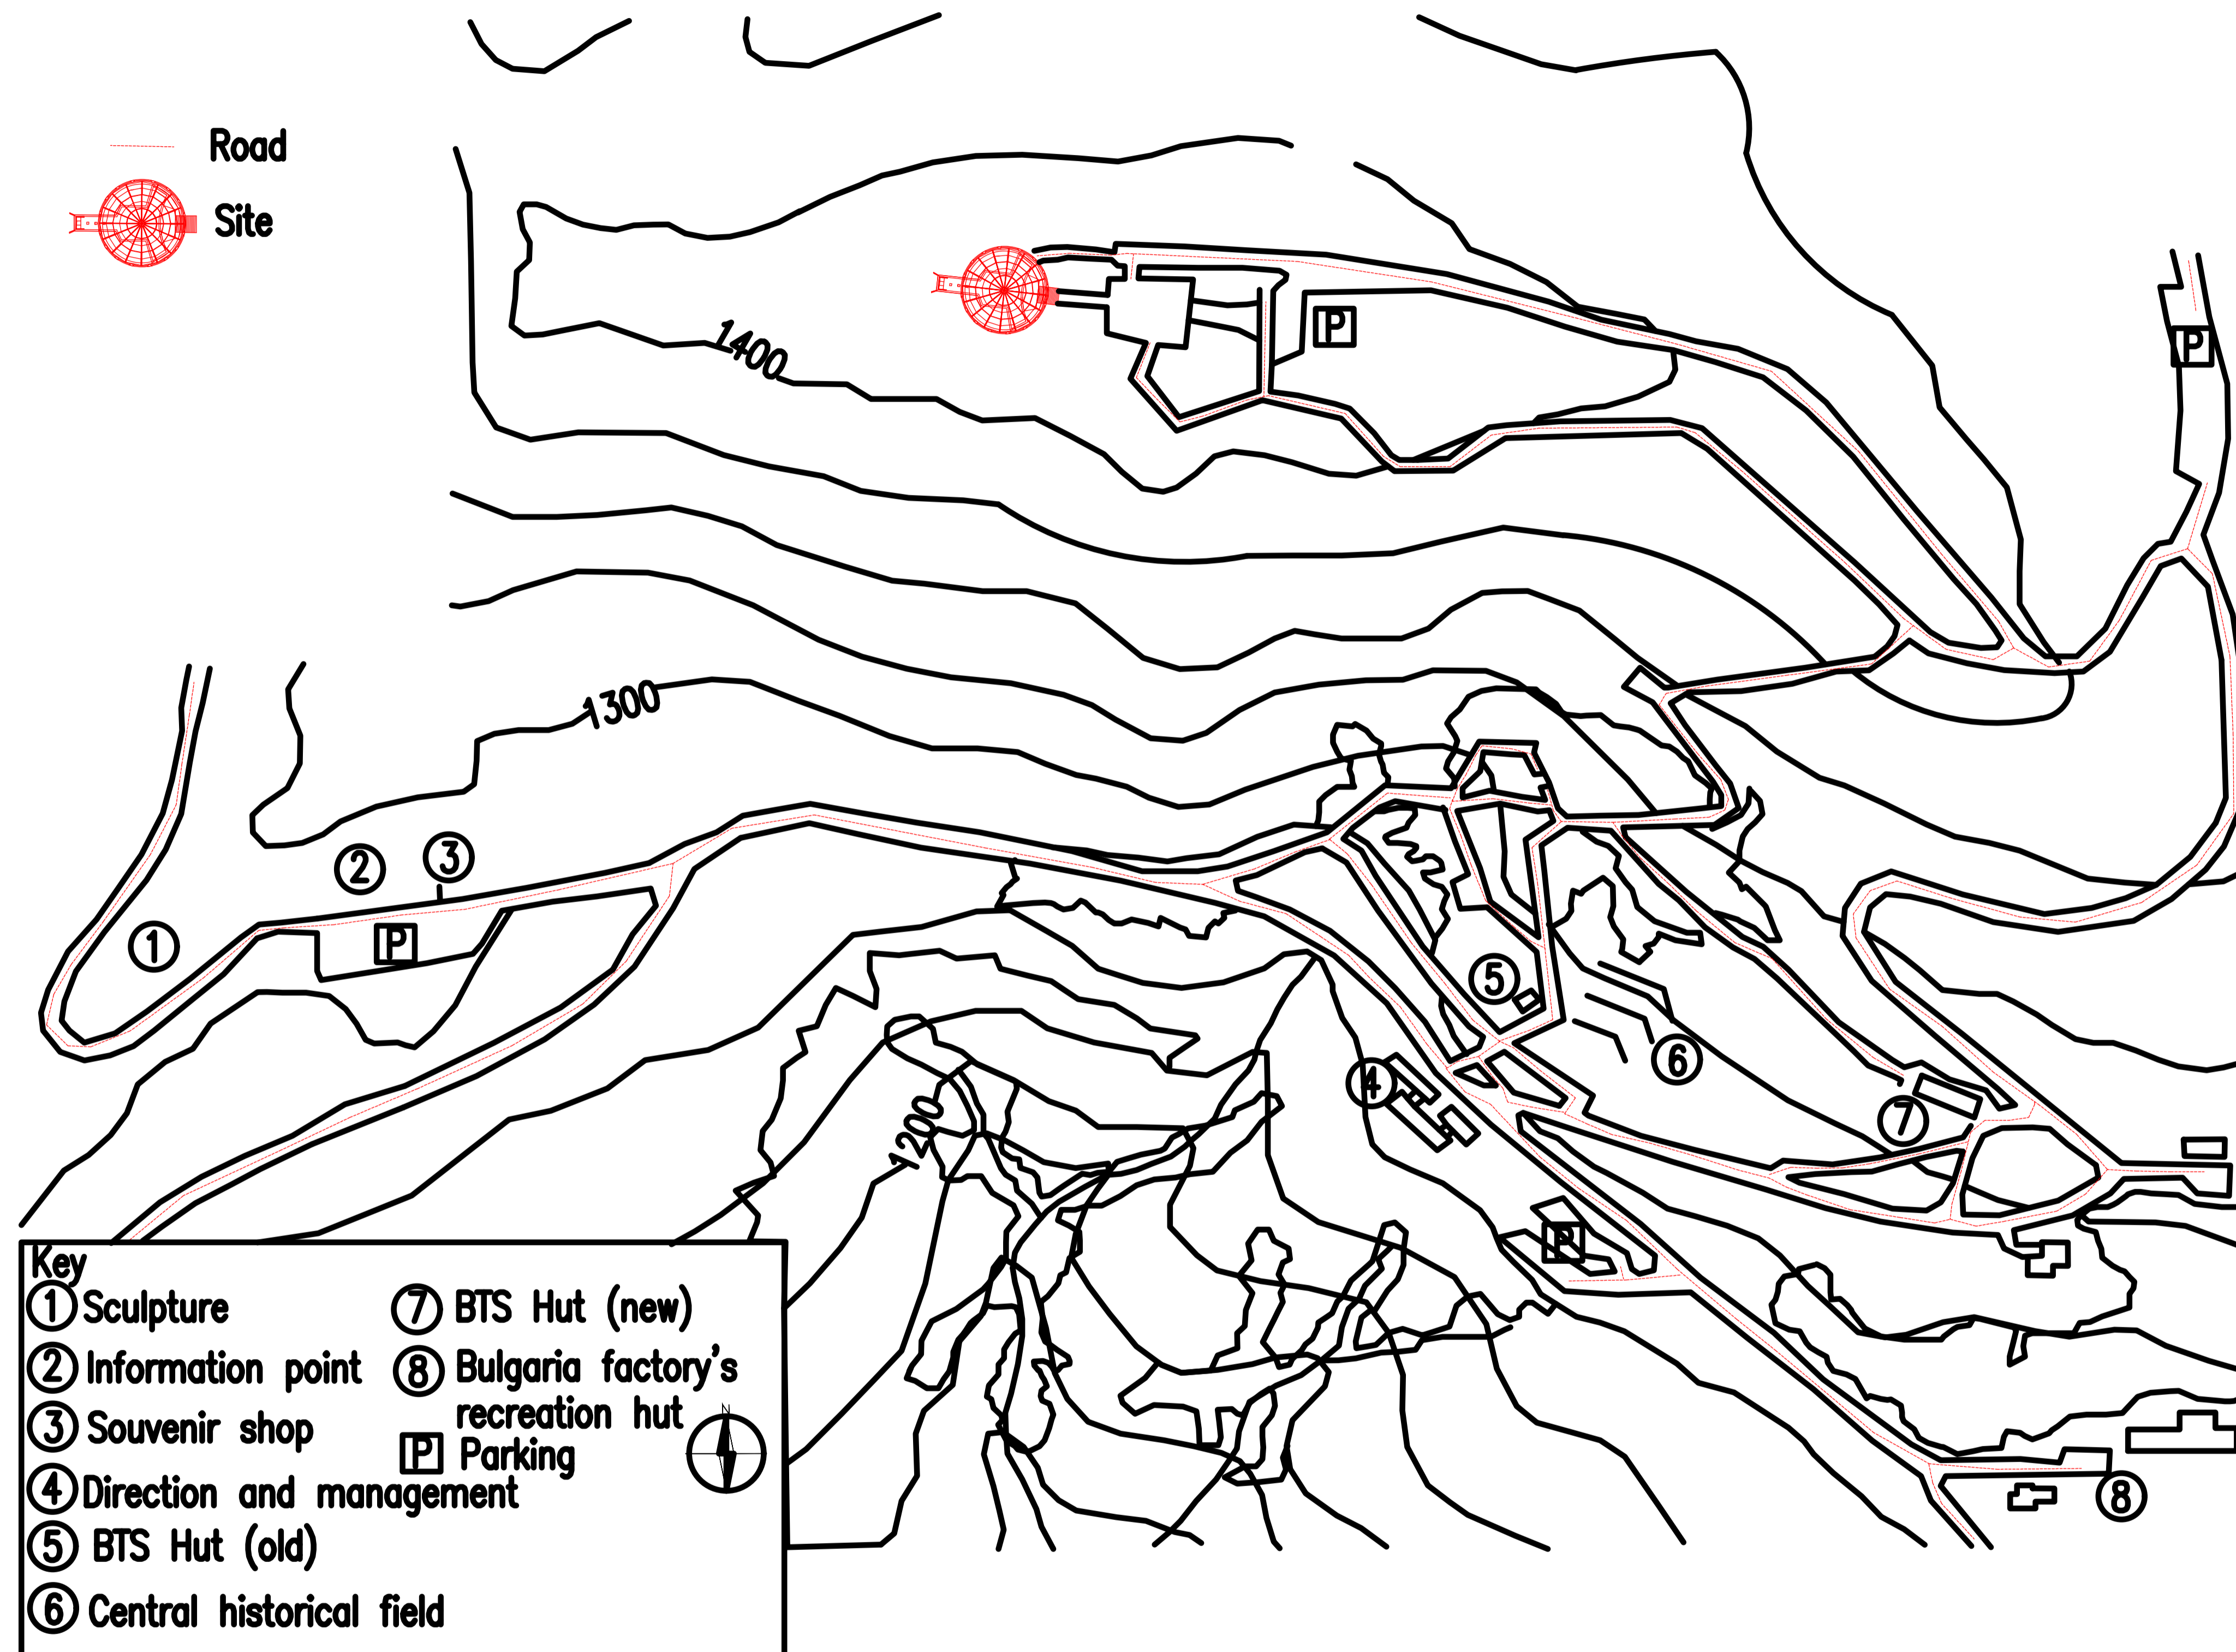 Road
Site
1400
P
P
1300
2
3
1
P
5
6
4
7
1200
P
8
Key
1 Sculpture
2 Information point
3 Souvenir shop
4 Direction and management
5 BTS Hut (old)
6 Central historical field
7 BTS Hut (new)
8 Bulgaria factory's
recreation hut
P Parking
N